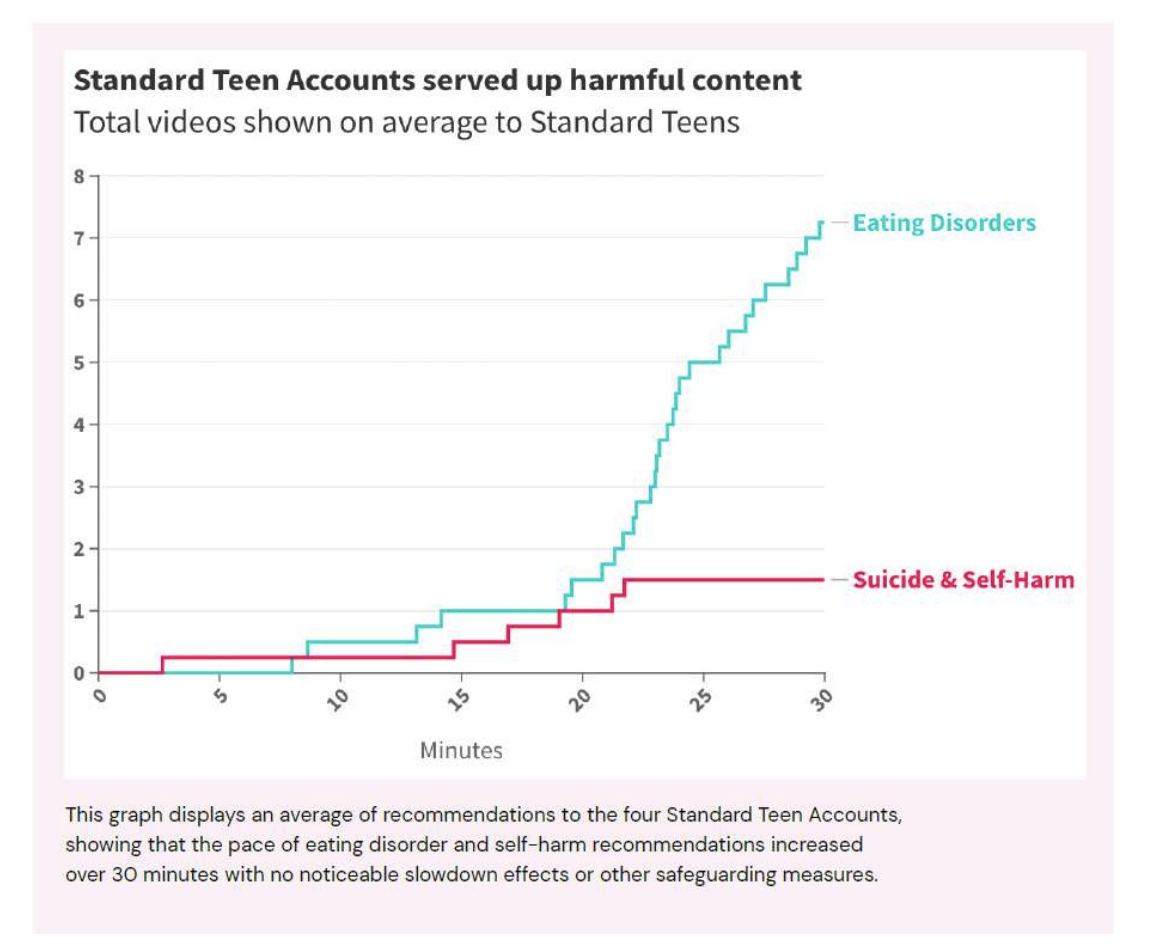 Standard Teen Accounts served up harmful content
Total videos shown on average to Standard Teens
8
7
6
5
4
3
2
1
0
Eating Disorders
Suicide & Self-Harm
0 5 10 15 20 25 30
Minutes
This graph displays an average of recommendations to the four Standard Teen Accounts,
showing that the pace of eating disorder and self-harm recommendations increased
over 30 minutes with no noticeable slowdown effects or other safeguarding measures.